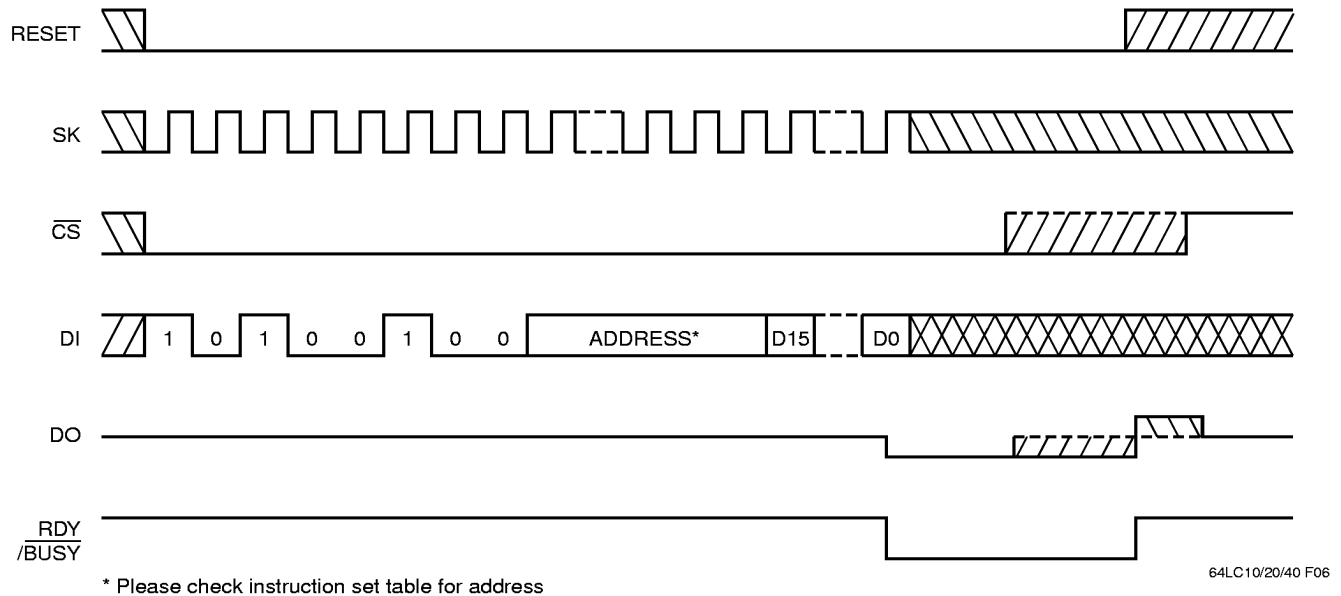 RESET
SK
CS
DI 1 0 1 0 0 1 0 0 ADDRESS* D15 D0
DO
RDY
/BUSY
64LC10/20/40 F06
* Please check instruction set table for address